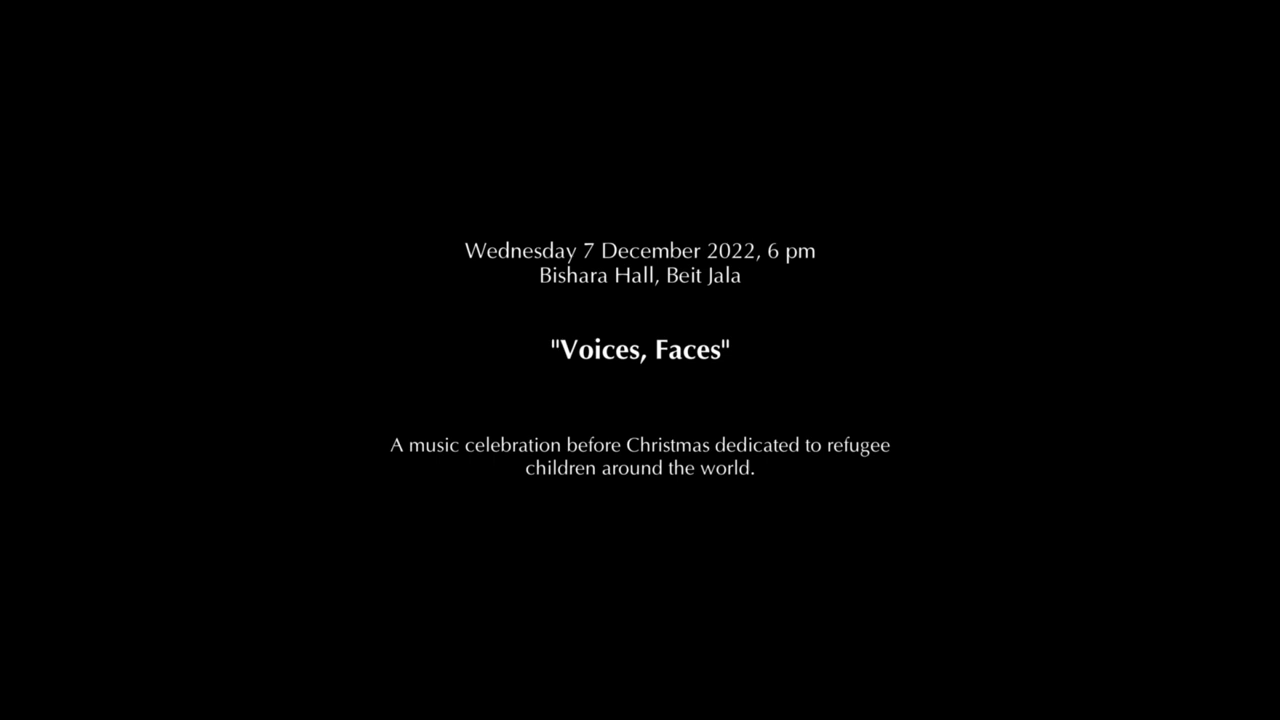 Wednesday 7 December 2022, 6 pm
Bishara Hall, Beit Jala
"Voices, Faces"
A music celebration before Christmas dedicated to refugee
children around the world.